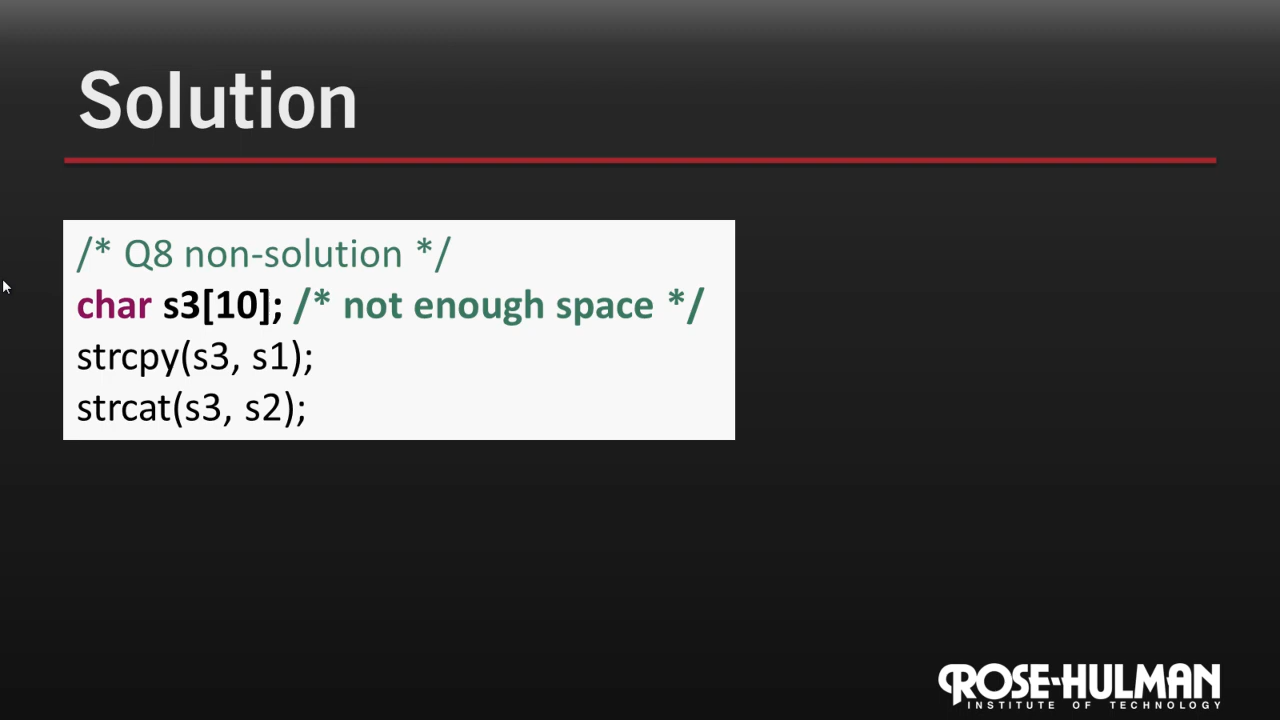 Solution
/* Q8 non-solution */
char s3[10]; /* not enough space */
strcpy(s3, s1);
strcat(s3, s2);
ROSE-HULMAN
INSTITUTE OF TECHNOLOGY